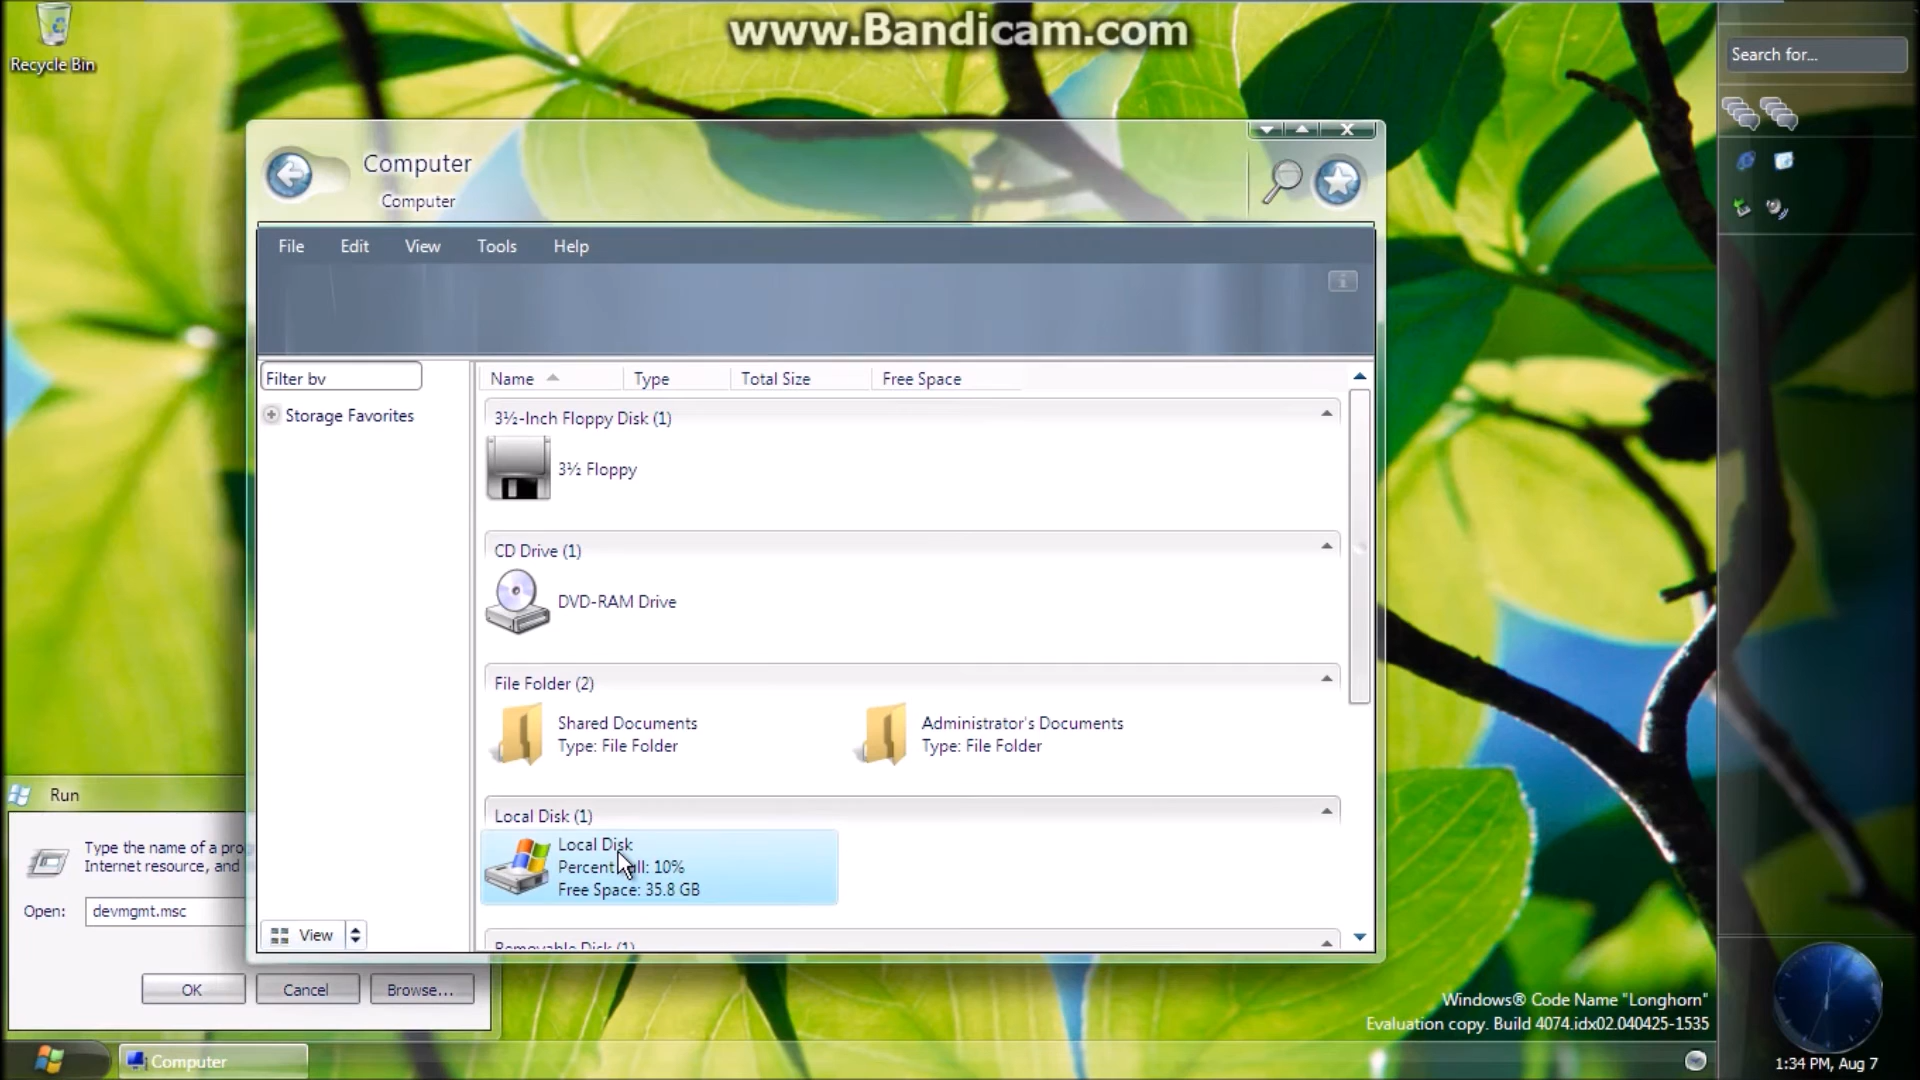 www.Bandicam.com
Recycle Bin
Search for...
Computer
Computer
File Edit View Tools Help
Filter by
Name Type Total Size Free Space
Storage Favorites
3½-Inch Floppy Disk (1)
3½ Floppy
CD Drive (1)
DVD-RAM Drive
File Folder (2)
Shared Documents
Type: File Folder
Administrator's Documents
Type: File Folder
Local Disk (1)
Local Disk
Percent Full: 10%
Free Space: 35.8 GB
Removable Disk (1)
View
Run
Type the name of a pro
Internet resource, and
Open: devmgmt.msc
OK Cancel Browse...
Windows® Code Name "Longhorn"
Evaluation copy. Build 4074.idx02.040425-1535
Computer
1:34 PM, Aug 7